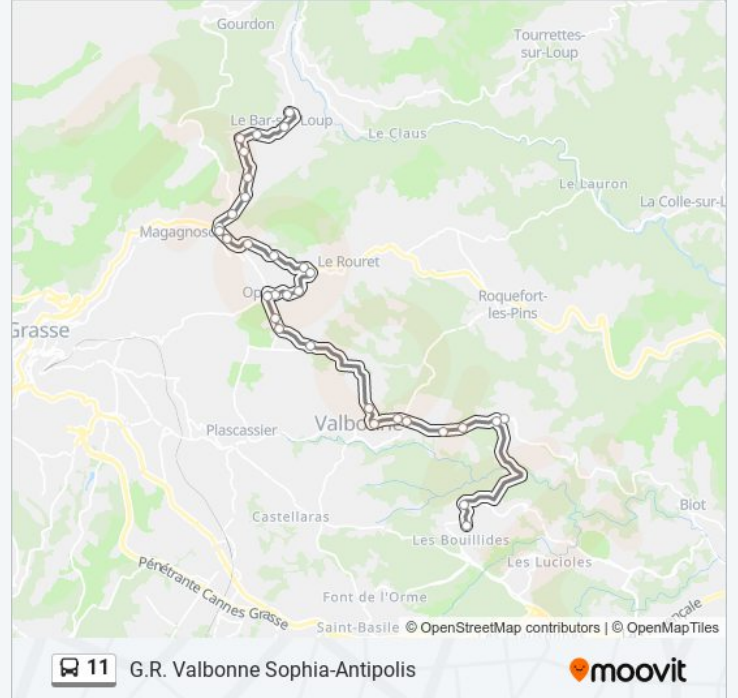 Gourdon
Tourrettes-
sur-Loup
Le Bar-s Loup
Le Claus
Le Lauron
La Colle-sur-L
Magagnosc
Le Rouret
Op
Roquefort-
les-Pins
Grasse
Valbonne
Plascassier
Castellaras
Biot
Les Bouillides
Les Lucioles
Pénétrante Cannes Grasse
Font de l'Orme
Saint-Basile
cale
© OpenStreetMap contributors | © OpenMapTiles
11 G.R. Valbonne Sophia-Antipolis
moovit